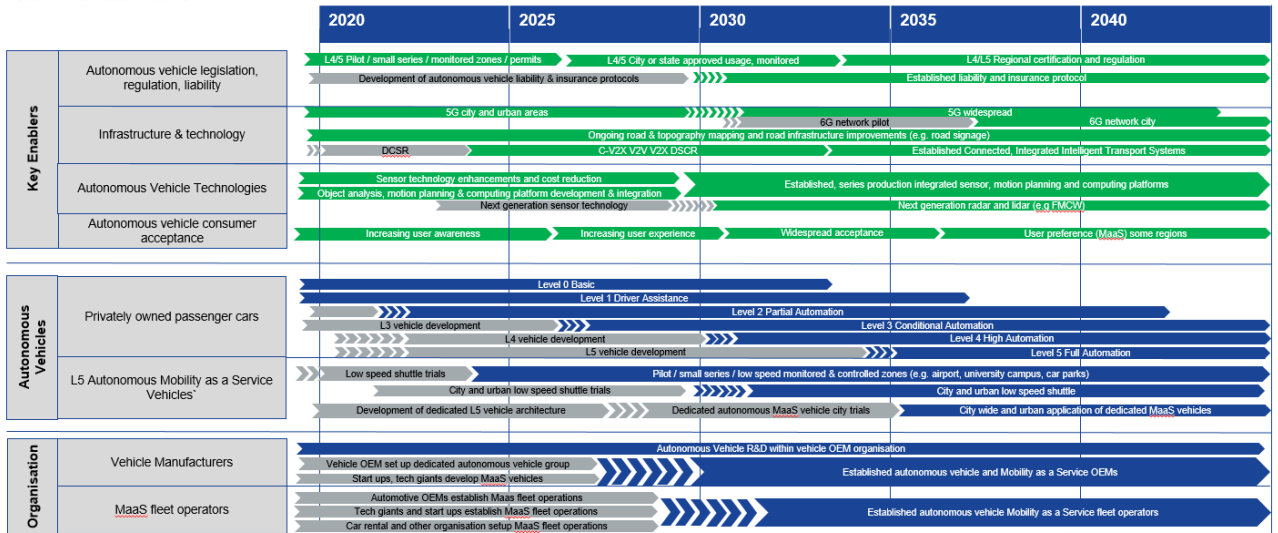 2020 2025 2030 2035 2040
Key Enablers
Autonomous vehicle legislation,
regulation, liability
L4/5 Pilot / small series / monitored zones / permits
L4/5 City or state approved usage, monitored
L4/L5 Regional certification and regulation
Development of autonomous vehicle liability & insurance protocols
Established liability and insurance protocol
Infrastructure & technology
5G city and urban areas
5G widespread
6G network pilot
6G network city
Ongoing road & topography mapping and road infrastructure improvements (e.g. road signage)
DCSR
C-V2X V2V V2X DSCR
Established Connected, Integrated Intelligent Transport Systems
Autonomous Vehicle Technologies
Sensor technology enhancements and cost reduction
Object analysis, motion planning & computing platform development & integration
Established, series production integrated sensor, motion planning and computing platforms
Next generation sensor technology
Next generation radar and lidar (e.g FMCW)
Autonomous vehicle consumer
acceptance
Increasing user awareness
Increasing user experience
Widespread acceptance
User preference (MaaS) some regions
Autonomous
Vehicles
Privately owned passenger cars
Level 0 Basic
Level 1 Driver Assistance
Level 2 Partial Automation
L3 vehicle development
Level 3 Conditional Automation
L4 vehicle development
Level 4 High Automation
L5 vehicle development
Level 5 Full Automation
L5 Autonomous Mobility as a Service
Vehicles*
Low speed shuttle trials
Pilot / small series / low speed monitored & controlled zones (e.g. airport, university campus, car parks)
City and urban low speed shuttle trials
City and urban low speed shuttle
Development of dedicated L5 vehicle architecture
Dedicated autonomous MaaS vehicle city trials
City wide and urban application of dedicated MaaS vehicles
Organisation
Vehicle Manufacturers
Autonomous Vehicle R&D within vehicle OEM organisation
Vehicle OEM set up dedicated autonomous vehicle group
Start ups, tech giants develop MaaS vehicles
Established autonomous vehicle and Mobility as a Service OEMs
MaaS fleet operators
Automotive OEMs establish Maas fleet operations
Tech giants and start ups establish MaaS fleet operations
Car rental and other organisation setup MaaS fleet operations
Established autonomous vehicle Mobility as a Service fleet operators